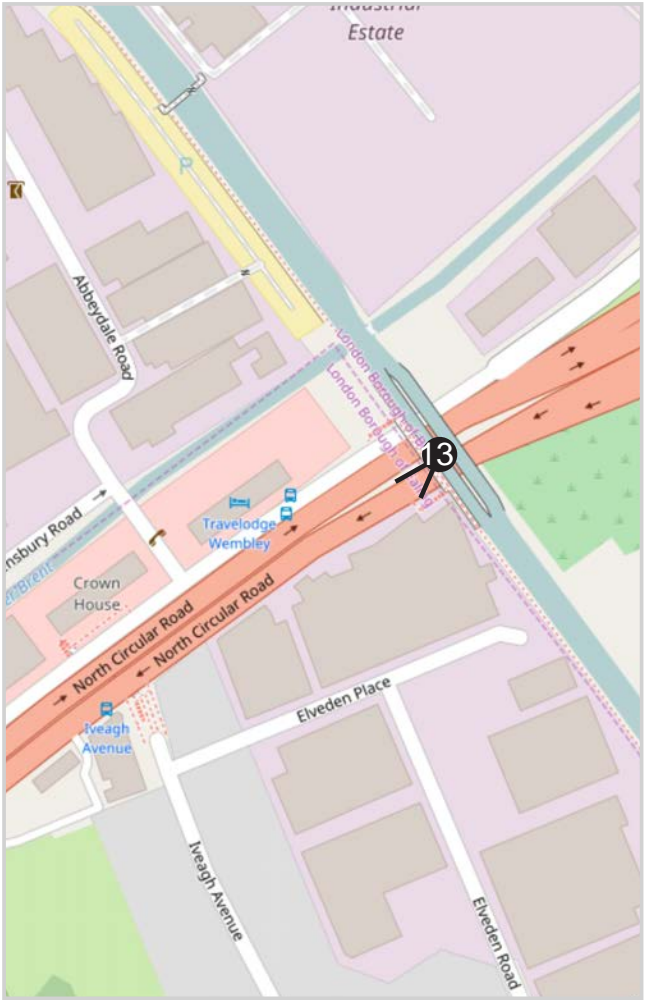 Industrial
Estate
Abbeydale Road
London Borough of
London Borough of
13
Travelodge
Wembley
nsbury Road
Brent
Crown
House
North Circular Road
North Circular Road
Elveden Place
Iveagh
Avenue
Iveagh Avenue
Elveden Road